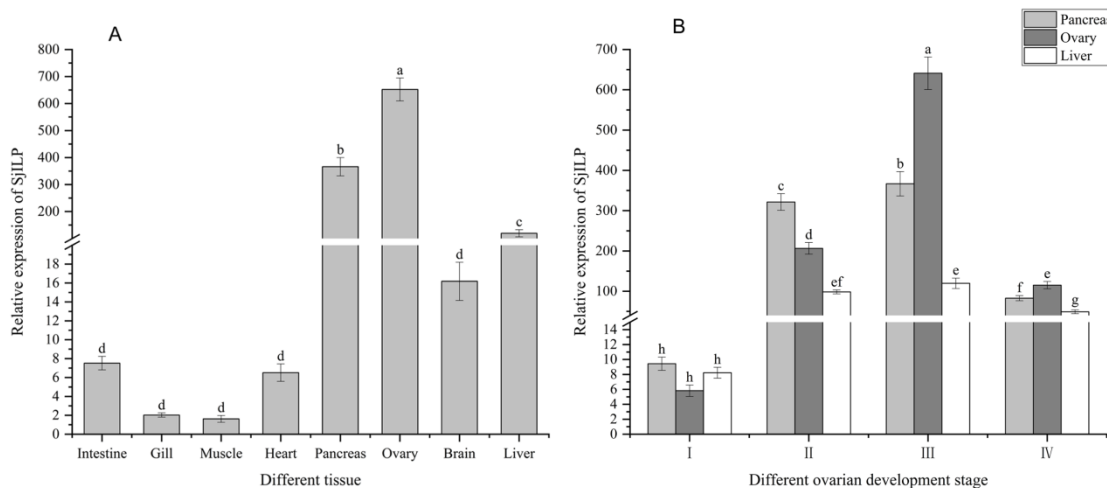 A
Relative expression of SjILP
800
700
600
500
400
300
200
18
16
14
12
10
8
6
4
2
0
d
d
d
d
b
a
d
c
Intestine
Gill
Muscle
Heart
Pancreas
Ovary
Brain
Liver
Different tissue
B
Pancreas
Ovary
Liver
Relative expression of SjILP
700
600
500
400
300
200
100
14
12
10
8
6
4
2
0
h
h
h
c
d
ef
b
a
e
f
e
g
Ⅰ
Ⅱ
Ⅲ
Ⅳ
Different ovarian development stage